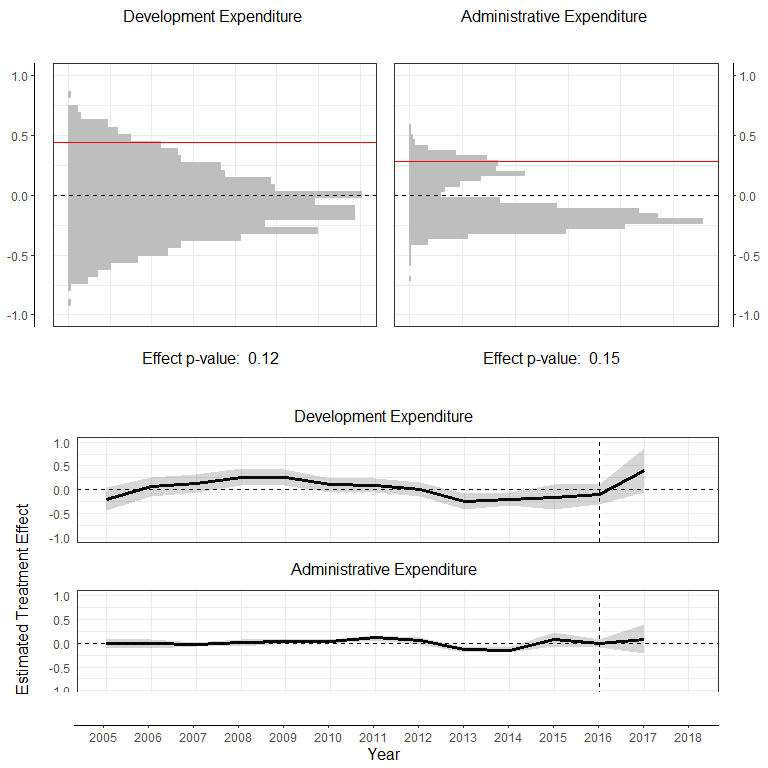 Development Expenditure Administrative Expenditure
1.0 1.0
0.5 0.5
0.0 0.0
-0.5 -0.5
-1.0 -1.0
Effect p-value: 0.12 Effect p-value: 0.15
Development Expenditure
1.0
0.5
0.0
-0.5
-1.0
Estimated Treatment Effect
Administrative Expenditure
1.0
0.5
0.0
-0.5
-1.0
2005 2006 2007 2008 2009 2010 2011 2012 2013 2014 2015 2016 2017 2018
Year